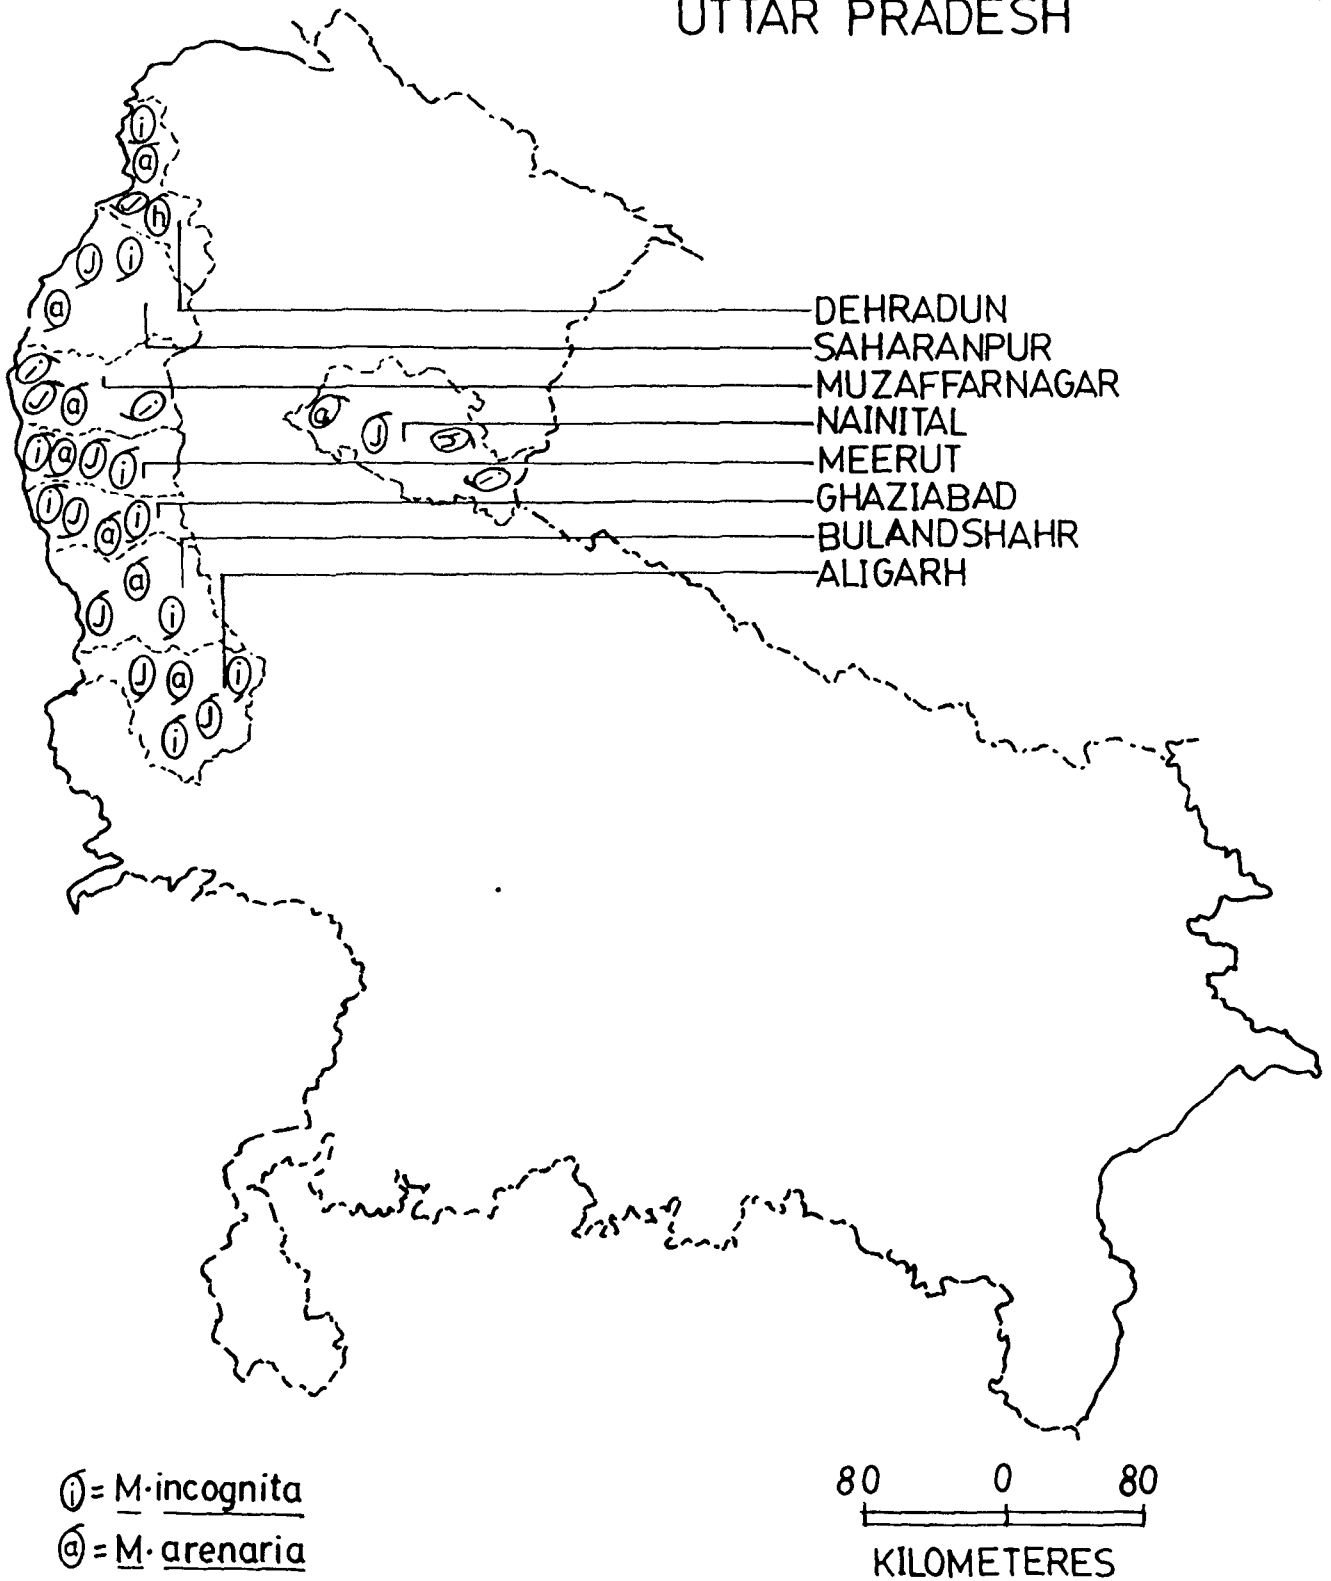 UTTAR PRADESH
i
a
J h
J i
a
DEHRADUN
SAHARANPUR
MUZAFFARNAGAR
NAINITAL
MEERUT
GHAZIABAD
BULANDSHAHR
ALIGARH
i
J a i
a J
i a J i
i J a i
i
a
J i
J a i
i J
i = M. incognita
a = M. arenaria
80 0 80
KILOMETERES